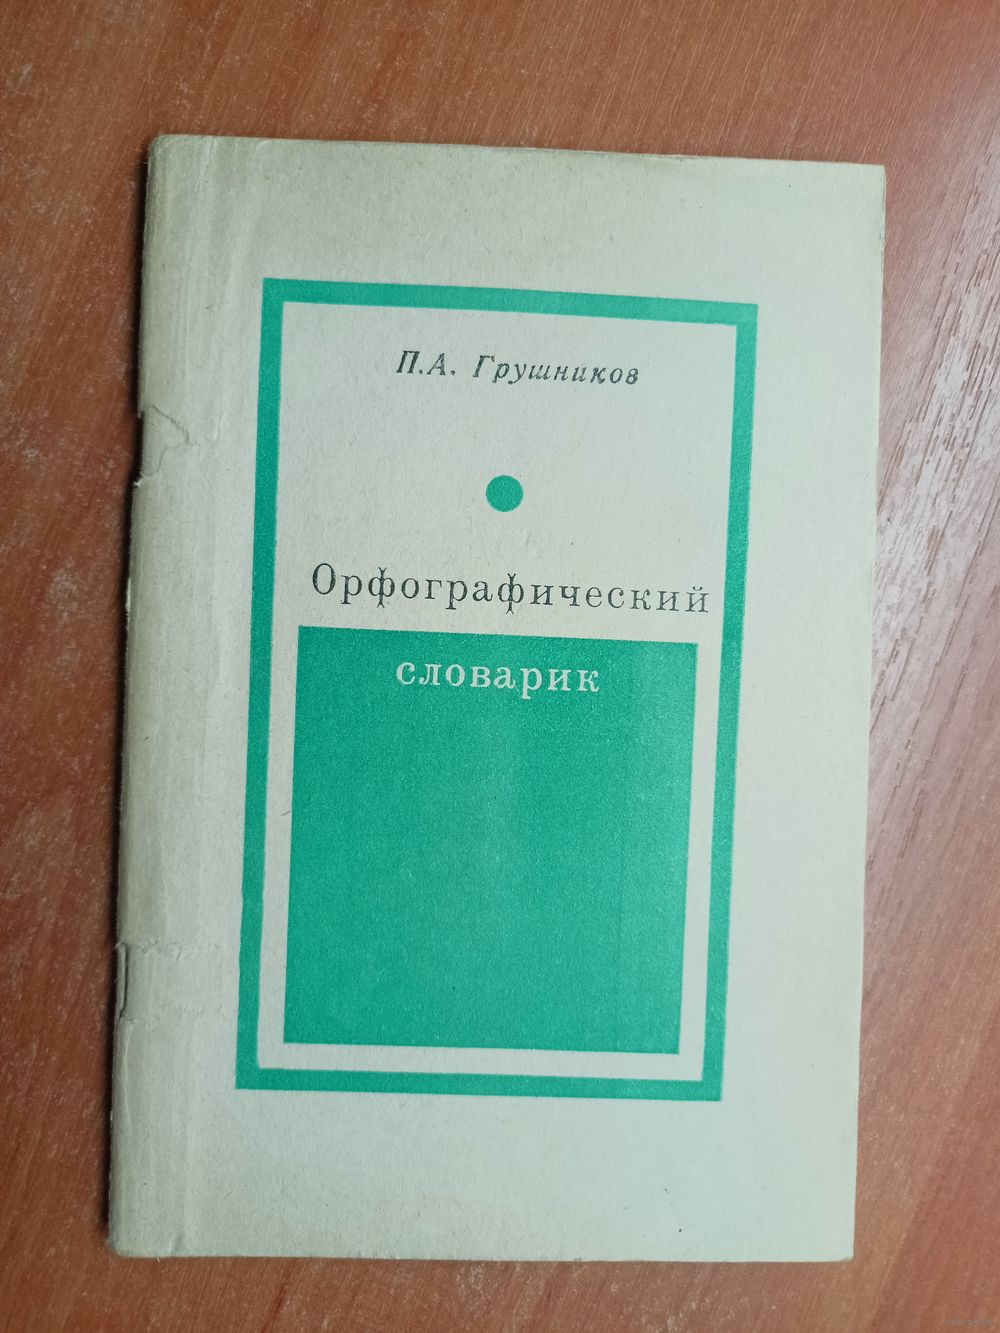 П.А. Грушников
Орфографический
словарик